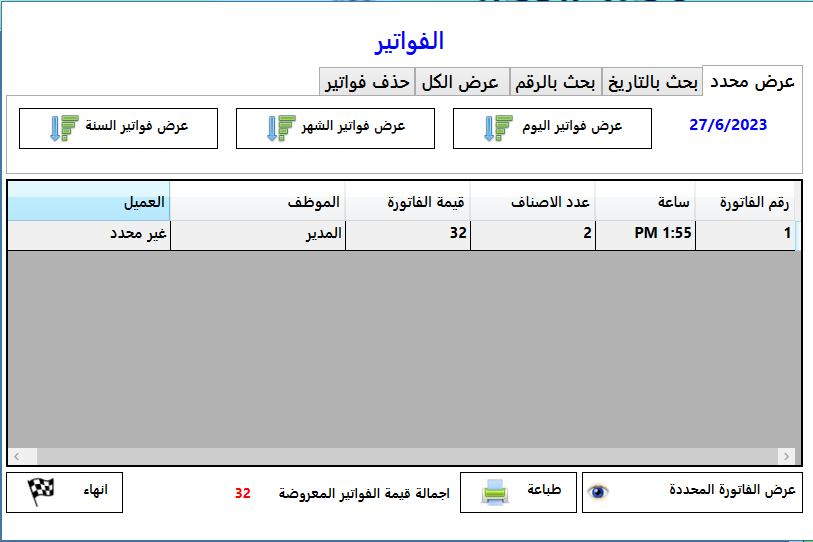 الفواتير
عرض محدد بحث بالتاريخ بحث بالرقم عرض الكل حذف فواتير
27/6/2023 عرض فواتير اليوم عرض فواتير الشهر عرض فواتير السنة
رقم الفاتورة ساعة عدد الاصناف قيمة الفاتورة الموظف العميل
1 1:55 PM 2 32 المدير غير محدد
عرض الفاتورة المحددة طباعة اجمالة قيمة الفواتير المعروضة 32 انهاء